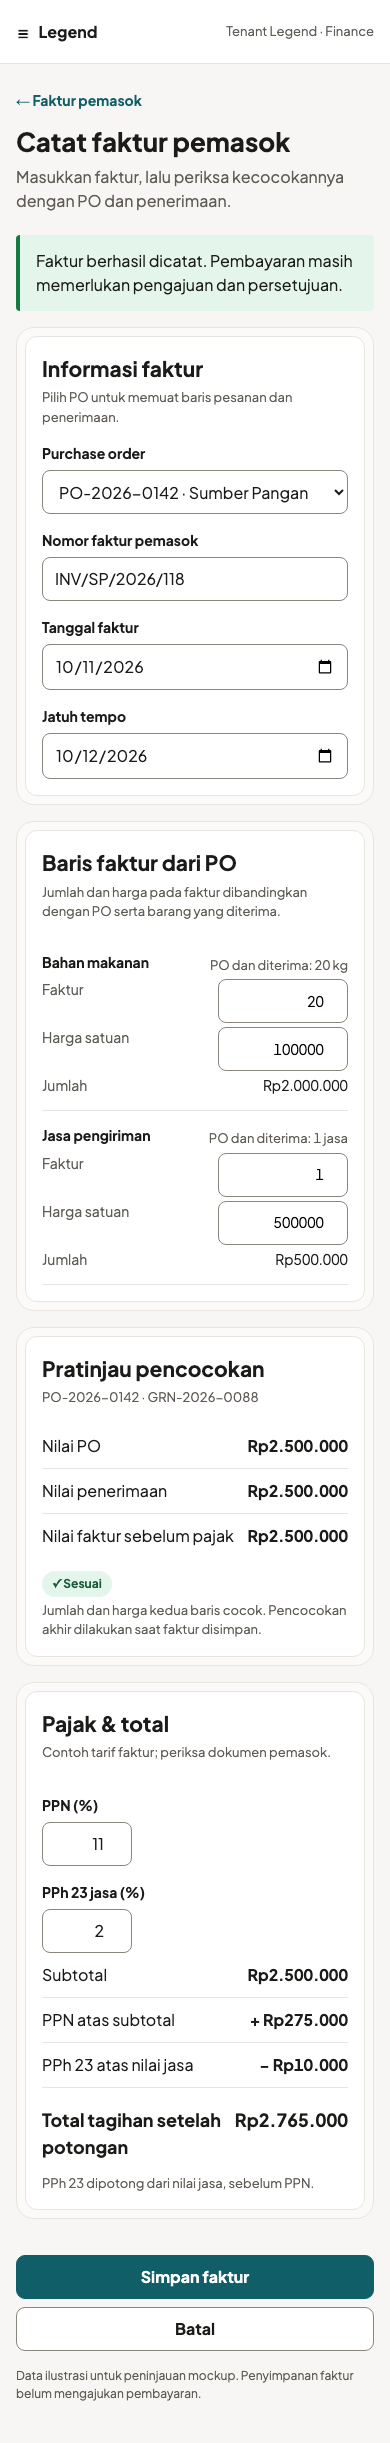 ≡ Legend
Tenant Legend · Finance
← Faktur pemasok
Catat faktur pemasok
Masukkan faktur, lalu periksa kecocokannya
dengan PO dan penerimaan.
Faktur berhasil dicatat. Pembayaran masih
memerlukan pengajuan dan persetujuan.
Informasi faktur
Pilih PO untuk memuat baris pesanan dan
penerimaan.
Purchase order
PO-2026-0142 · Sumber Pangan
Nomor faktur pemasok
INV/SP/2026/118
Tanggal faktur
10/11/2026
Jatuh tempo
10/12/2026
Baris faktur dari PO
Jumlah dan harga pada faktur dibandingkan
dengan PO serta barang yang diterima.
Bahan makanan PO dan diterima: 20 kg
Faktur 20
Harga satuan 100000
Jumlah Rp2.000.000
Jasa pengiriman PO dan diterima: 1 jasa
Faktur 1
Harga satuan 500000
Jumlah Rp500.000
Pratinjau pencocokan
PO-2026-0142 · GRN-2026-0088
Nilai PO Rp2.500.000
Nilai penerimaan Rp2.500.000
Nilai faktur sebelum pajak Rp2.500.000
✓Sesuai
Jumlah dan harga kedua baris cocok. Pencocokan
akhir dilakukan saat faktur disimpan.
Pajak & total
Contoh tarif faktur; periksa dokumen pemasok.
PPN (%)
11
PPh 23 jasa (%)
2
Subtotal Rp2.500.000
PPN atas subtotal + Rp275.000
PPh 23 atas nilai jasa – Rp10.000
Total tagihan setelah Rp2.765.000
potongan
PPh 23 dipotong dari nilai jasa, sebelum PPN.
Simpan faktur
Batal
Data ilustrasi untuk peninjauan mockup. Penyimpanan faktur
belum mengajukan pembayaran.